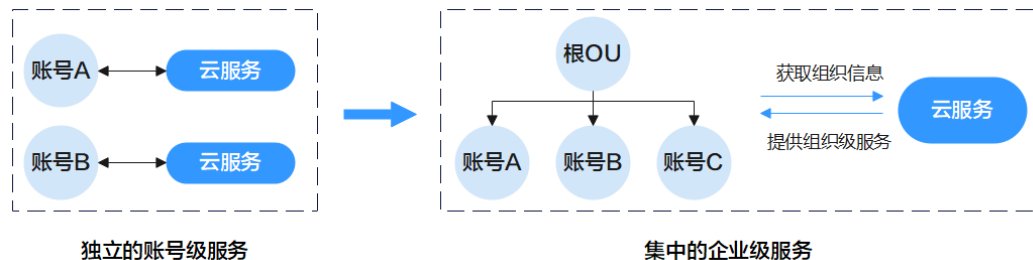 账号A
云服务
账号B
云服务
独立的账号级服务
根OU
账号A
账号B
账号C
获取组织信息
提供组织级服务
云服务
集中的企业级服务